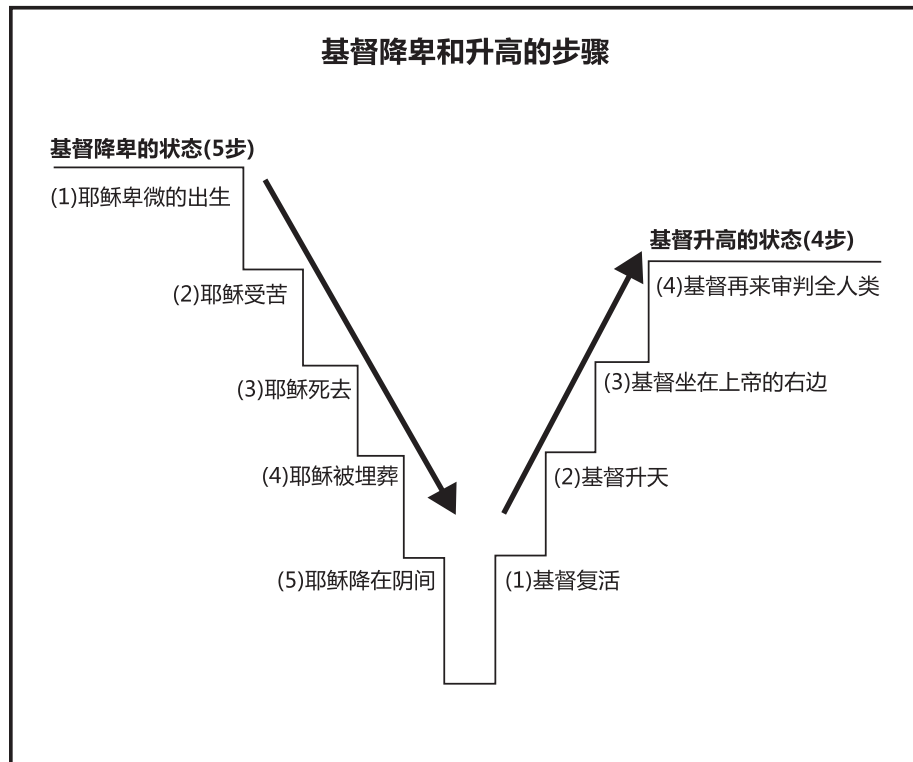 基督降卑和升高的步骤
基督降卑的状态(5步)
(1)耶稣卑微的出生
(2)耶稣受苦
(3)耶稣死去
(4)耶稣被埋葬
(5)耶稣降在阴间
基督升高的状态(4步)
(4)基督再来审判全人类
(3)基督坐在上帝的右边
(2)基督升天
(1)基督复活